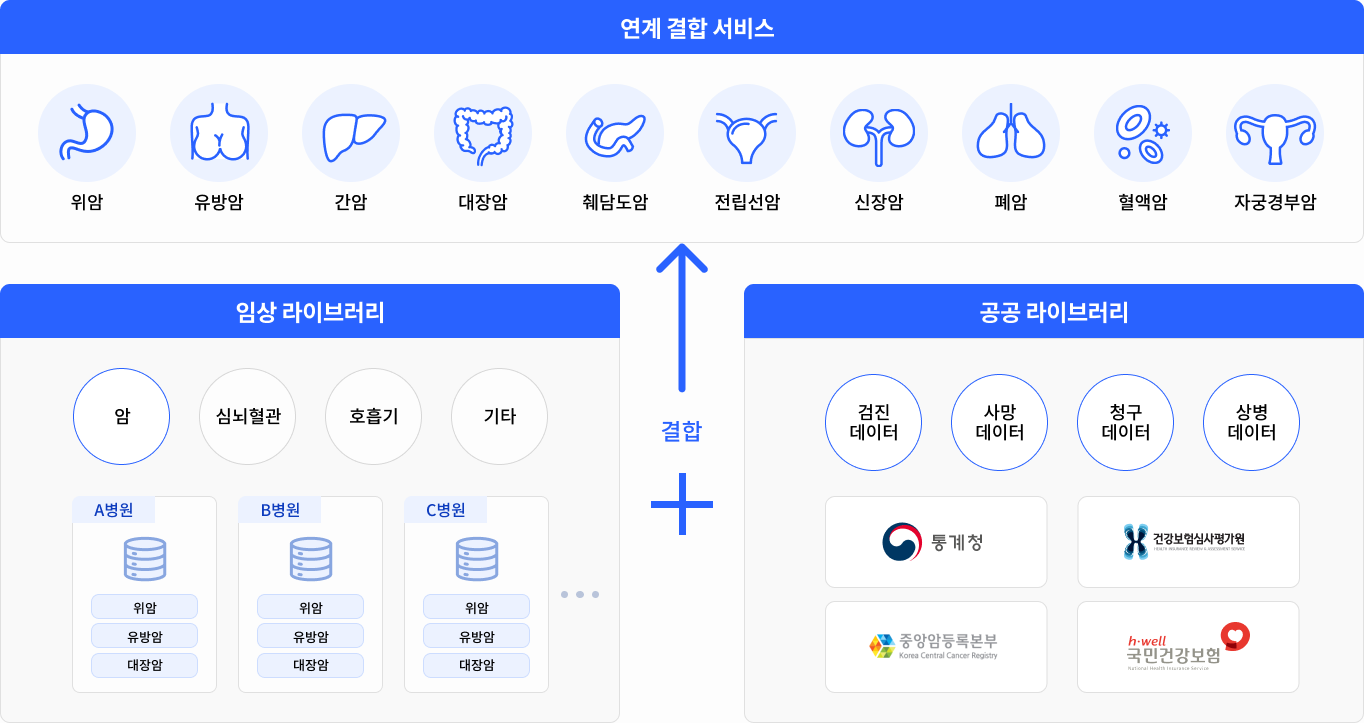 연계 결합 서비스
위암
유방암
간암
대장암
췌담도암
전립선암
신장암
폐암
혈액암
자궁경부암
임상 라이브러리
암
심뇌혈관
호흡기
기타
A병원
위암
유방암
대장암
B병원
위암
유방암
대장암
C병원
위암
유방암
대장암
결합
공공 라이브러리
검진
데이터
사망
데이터
청구
데이터
상병
데이터
통계청
건강보험심사평가원
HEALTH INSURANCE REVIEW & ASSESSMENT SERVICE
중앙암등록본부
Korea Central Cancer Registry
h·well
국민건강보험
National Health Insurance Service